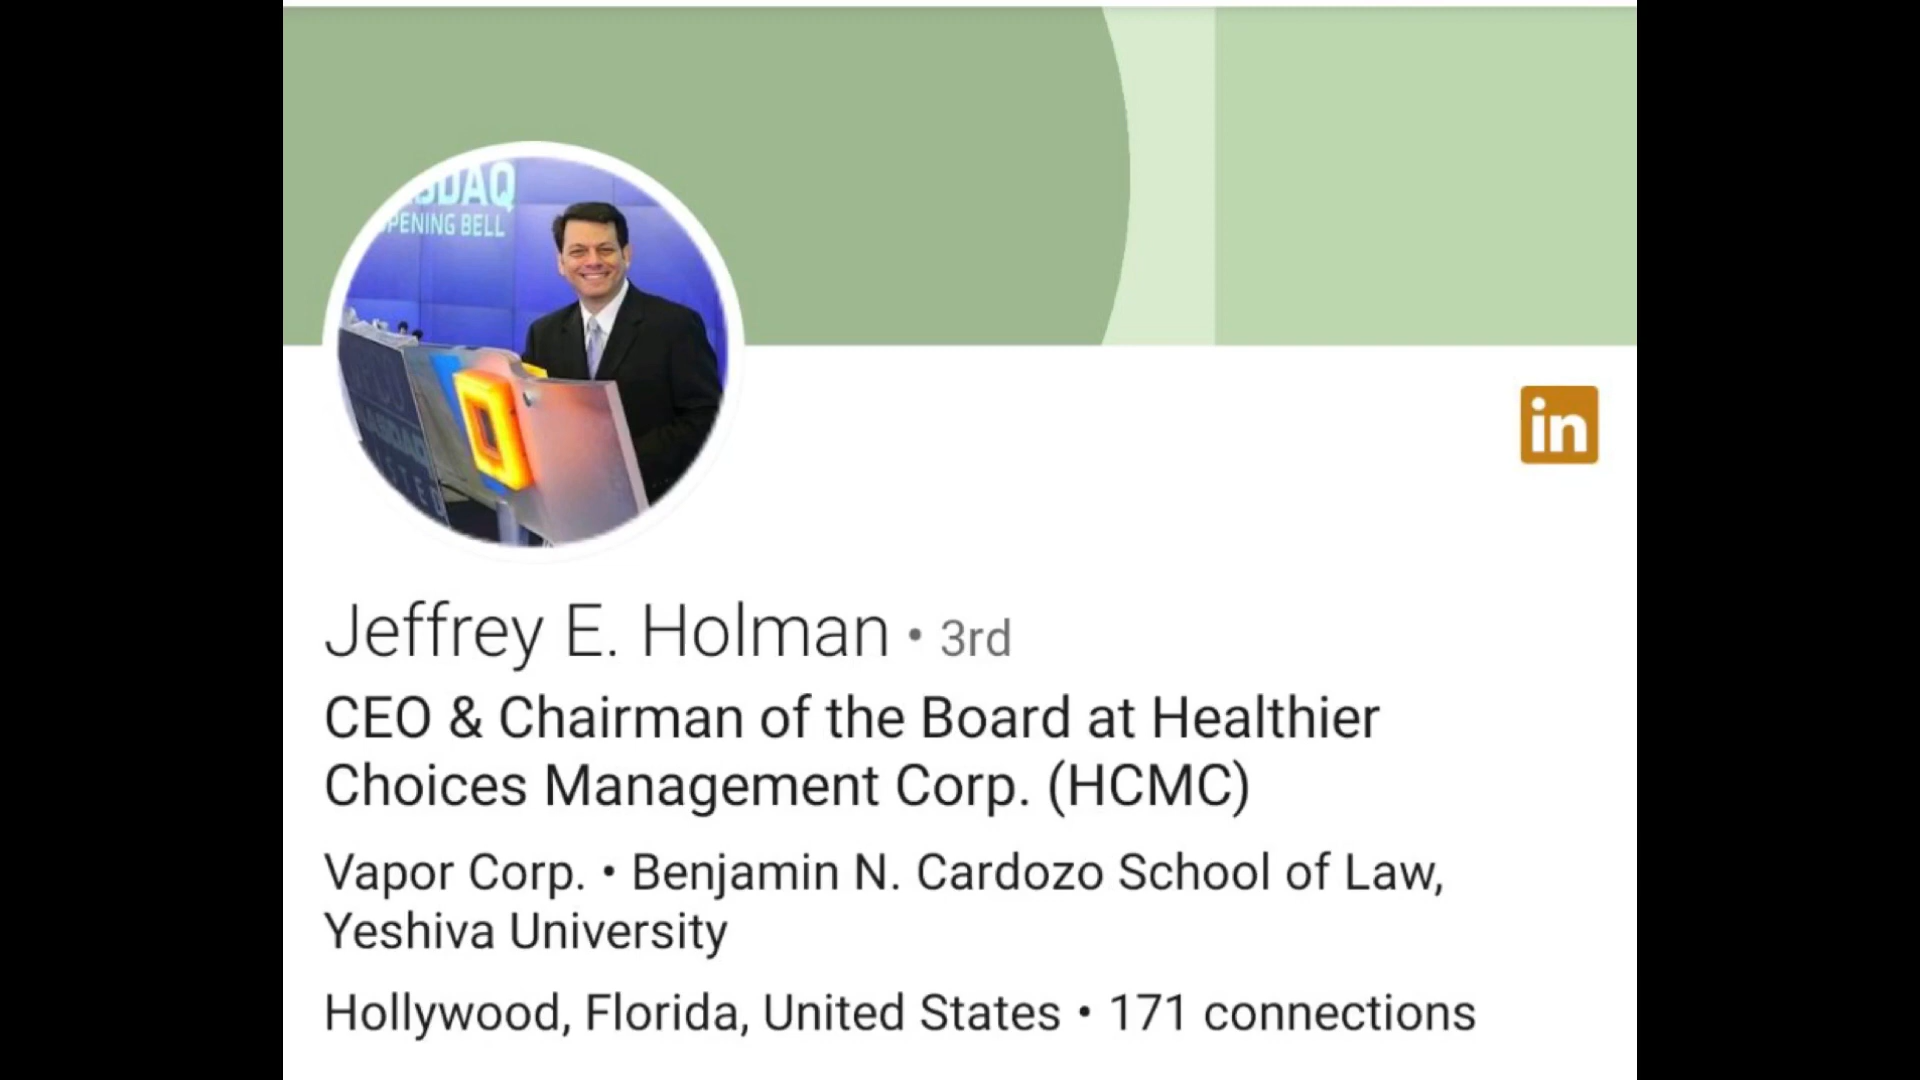 SDAQ
OPENING BELL
in
Jeffrey E. Holman • 3rd
CEO & Chairman of the Board at Healthier
Choices Management Corp. (HCMC)
Vapor Corp. • Benjamin N. Cardozo School of Law,
Yeshiva University
Hollywood, Florida, United States • 171 connections